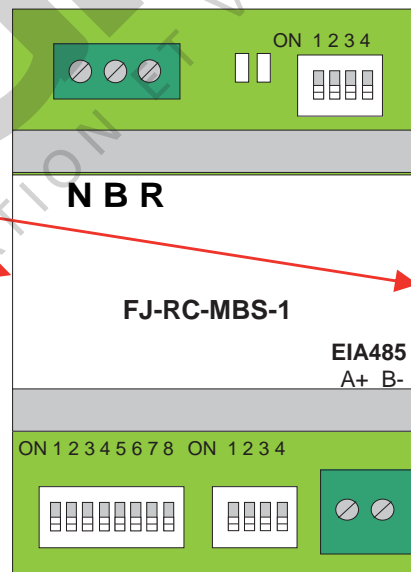 ON 1 2 3 4
N B R
FJ-RC-MBS-1
EIA485
A+ B-
ON 1 2 3 4 5 6 7 8 ON 1 2 3 4